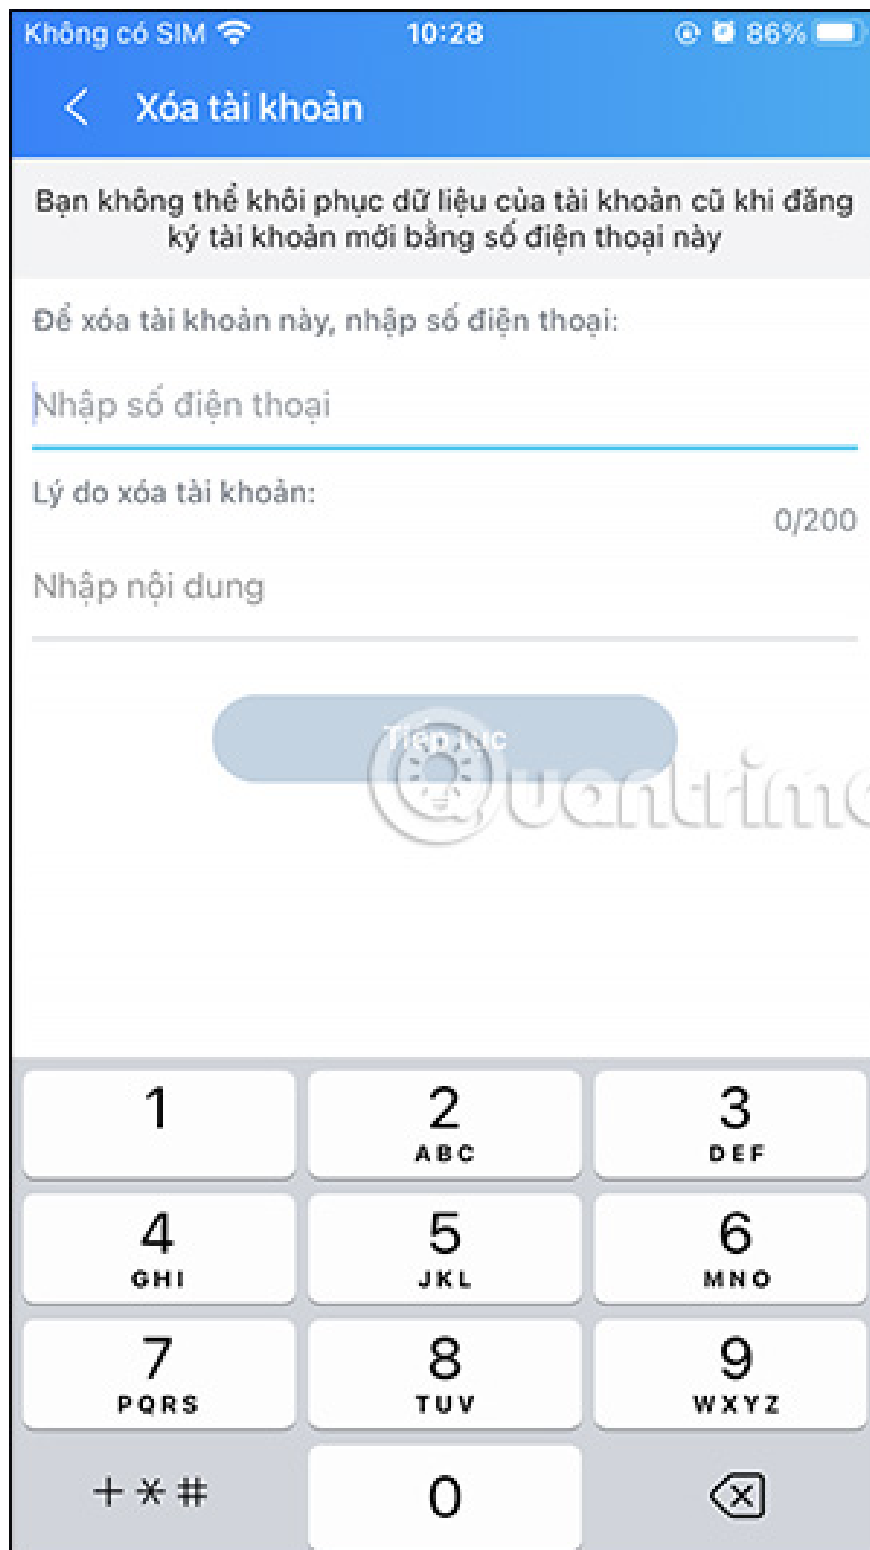 Không có SIM 10:28 86%
Xóa tài khoản
Bạn không thể khôi phục dữ liệu của tài khoản cũ khi đăng
ký tài khoản mới bằng số điện thoại này
Để xóa tài khoản này, nhập số điện thoại:
Nhập số điện thoại
Lý do xóa tài khoản:
0/200
Nhập nội dung
Tiếp tục
Quantrim
1 2 3
ABC DEF
4 5 6
GHI JKL MNO
7 8 9
PQRS TUV WXYZ
+*# 0